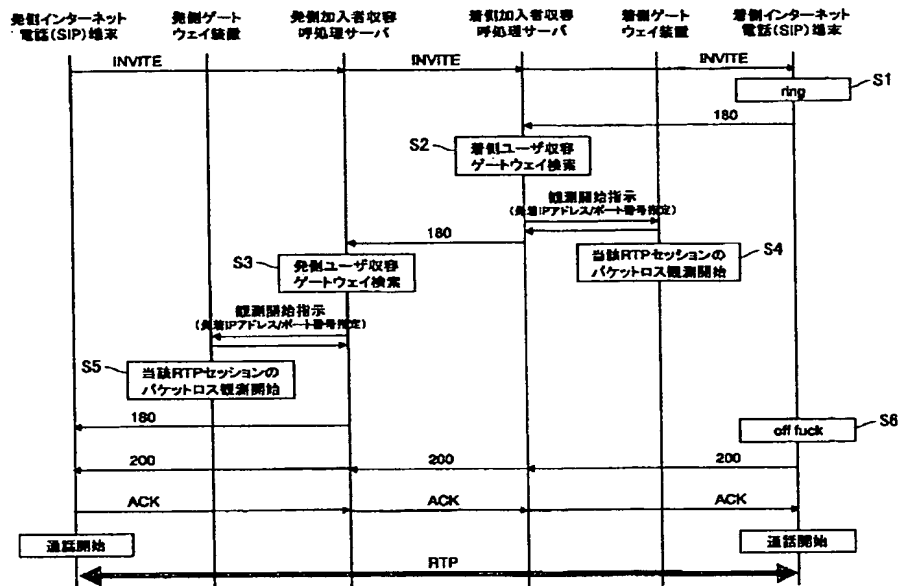 発側インターネット
電話(SIP)端末
発側ゲート
ウェイ装置
発側加入者収容
呼処理サーバ
着側加入者収容
呼処理サーバ
着側ゲート
ウェイ装置
着側インターネット
電話(SIP)端末
INVITE
INVITE
INVITE
ring
S1
180
S2
着側ユーザ収容
ゲートウェイ検索
観測開始指示
(発着IPアドレス/ポート番号指定)
180
S3
発側ユーザ収容
ゲートウェイ検索
当該RTPセッションの
パケットロス観測開始
S4
観測開始指示
(発着IPアドレス/ポート番号指定)
S5
当該RTPセッションの
パケットロス観測開始
180
off fuck
S6
200
200
200
ACK
ACK
ACK
通話開始
通話開始
RTP